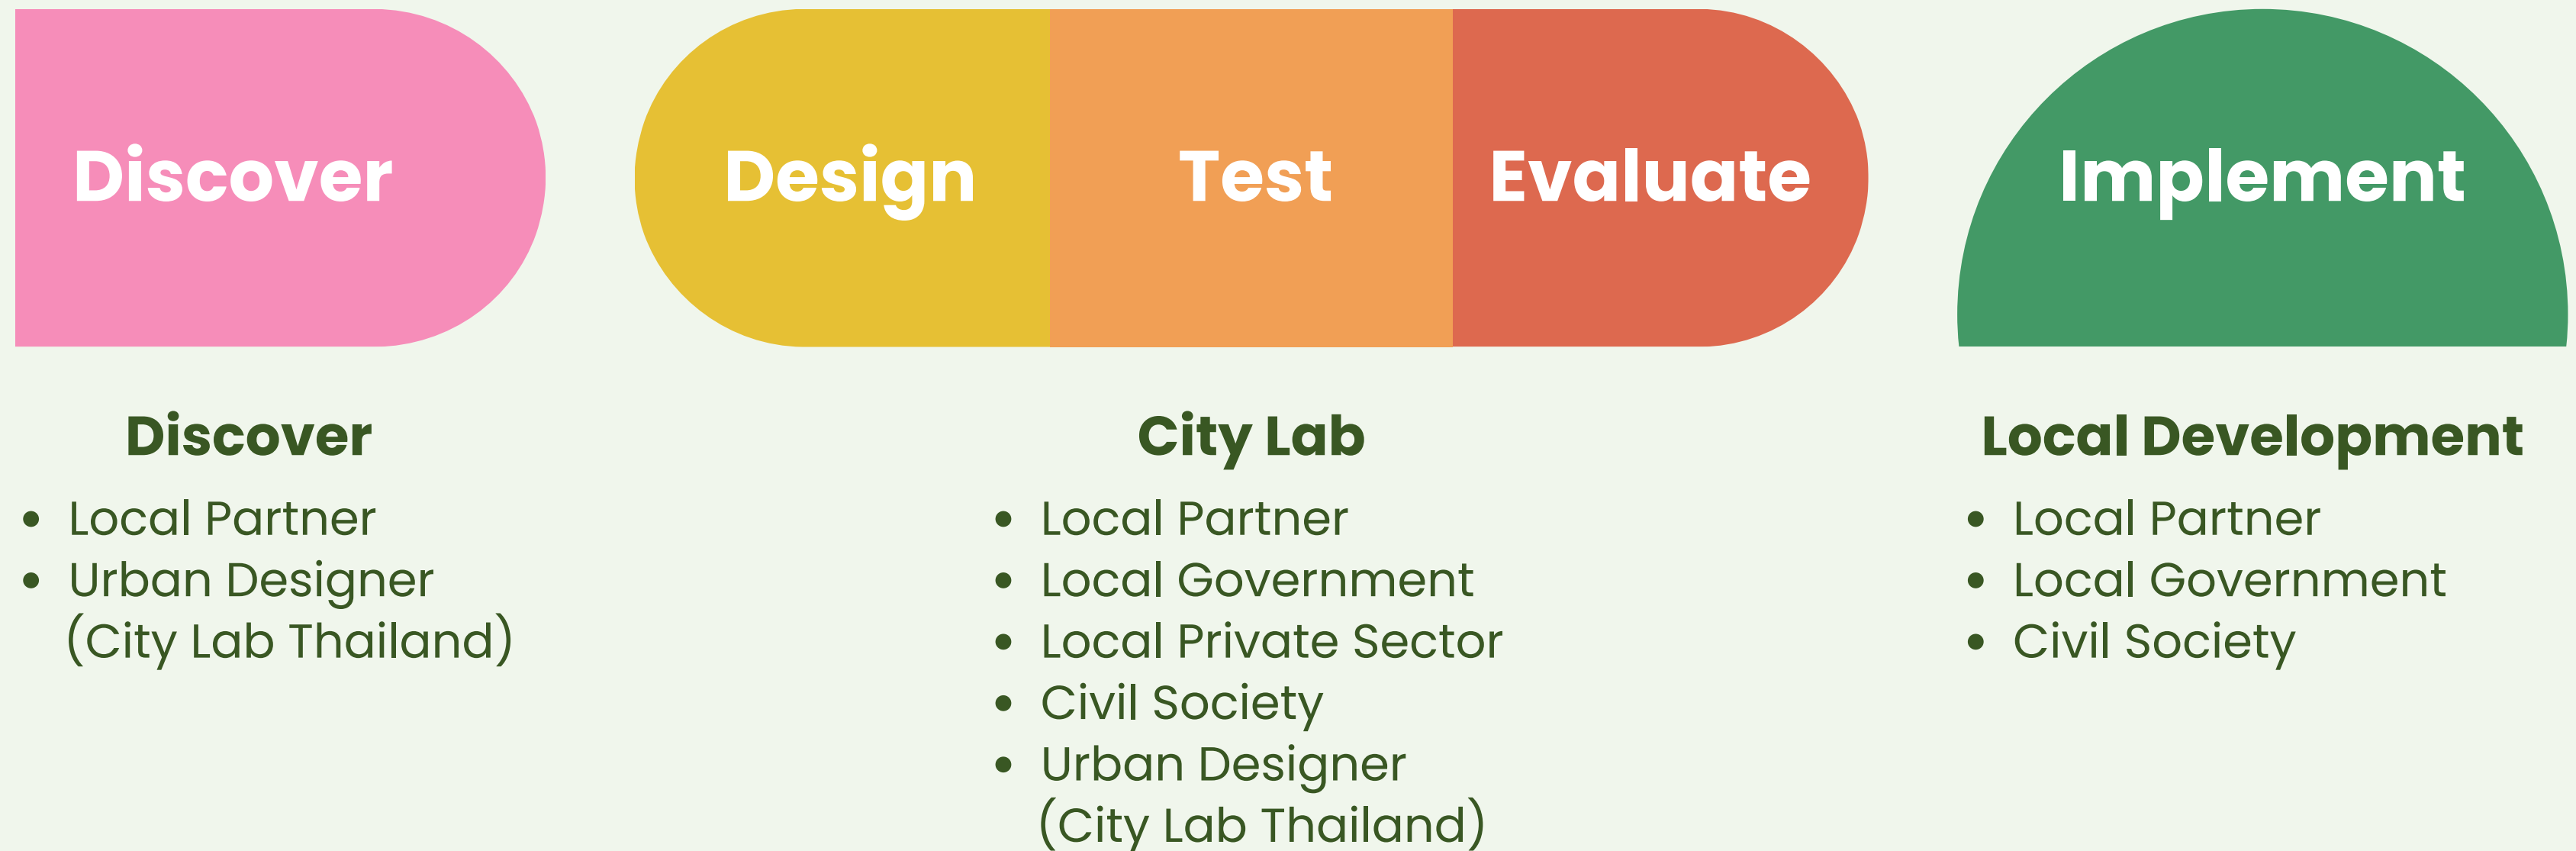 Discover
Design
Test
Evaluate
Implement
Discover
• Local Partner
• Urban Designer
(City Lab Thailand)
City Lab
• Local Partner
• Local Government
• Local Private Sector
• Civil Society
• Urban Designer
(City Lab Thailand)
Local Development
• Local Partner
• Local Government
• Civil Society